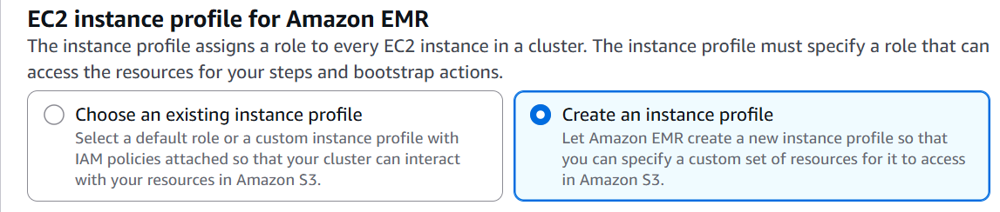 EC2 instance profile for Amazon EMR
The instance profile assigns a role to every EC2 instance in a cluster. The instance profile must specify a role that can
access the resources for your steps and bootstrap actions.
Choose an existing instance profile
Select a default role or a custom instance profile with
IAM policies attached so that your cluster can interact
with your resources in Amazon S3.
Create an instance profile
Let Amazon EMR create a new instance profile so that
you can specify a custom set of resources for it to access
in Amazon S3.